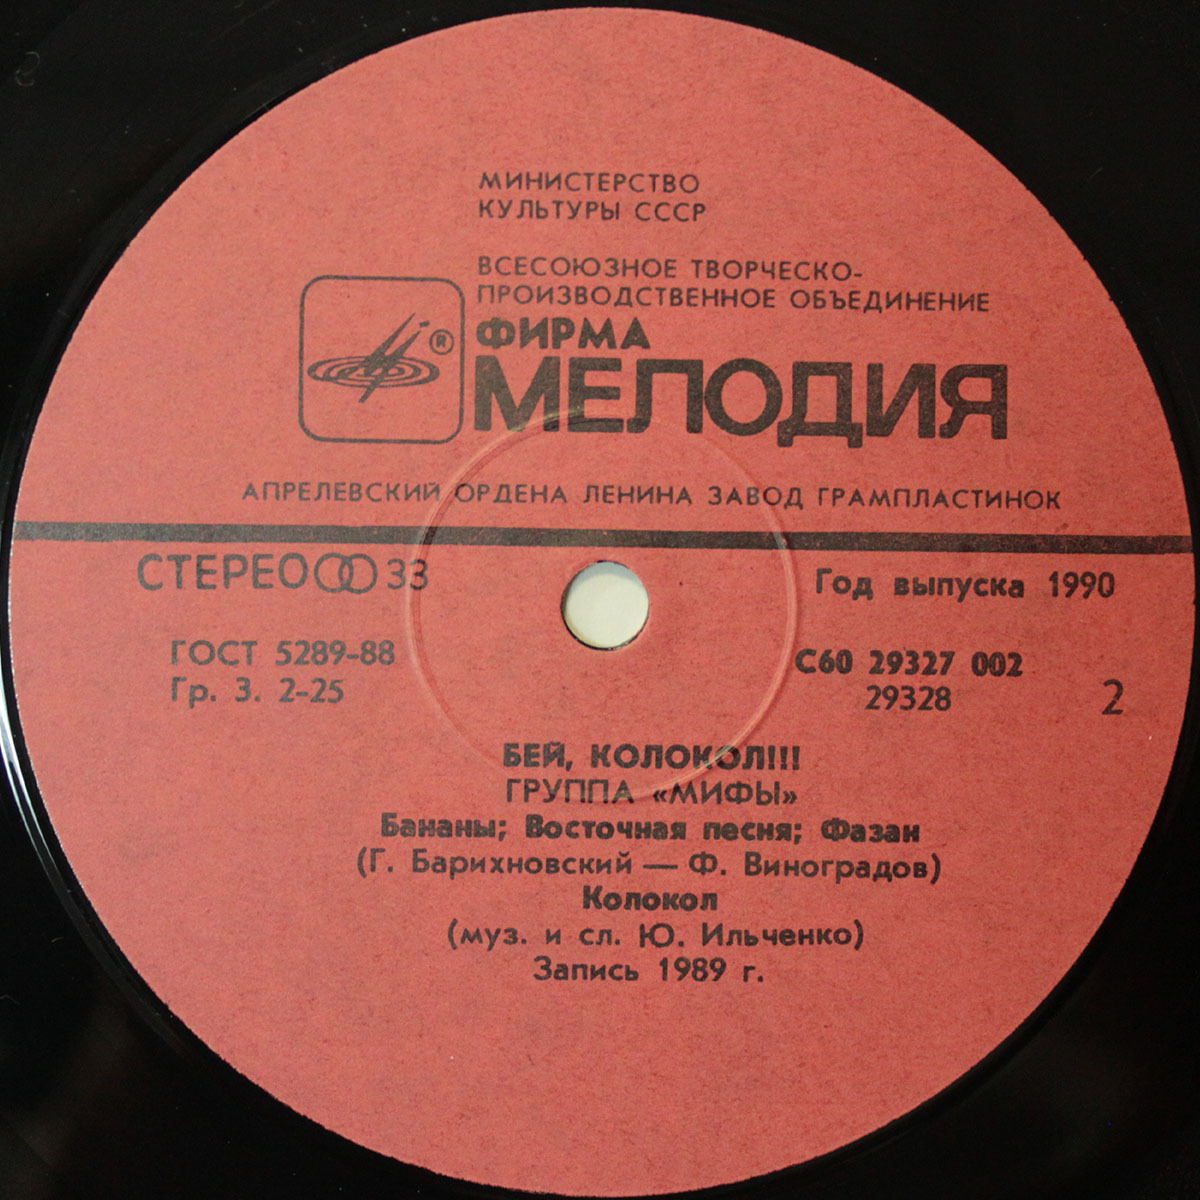 МИНИСТЕРСТВО
КУЛЬТУРЫ СССР
ВСЕСОЮЗНОЕ ТВОРЧЕСКО-
ПРОИЗВОДСТВЕННОЕ ОБЪЕДИНЕНИЕ
ФИРМА
®
МЕЛОДИЯ
АПРЕЛЕВСКИЙ ОРДЕНА ЛЕНИНА ЗАВОД ГРАМПЛАСТИНОК
СТЕРЕО 33
Год выпуска 1990
ГОСТ 5289-88
Гр. 3. 2-25
С60 29327 002
29328
2
БЕЙ, КОЛОКОЛ!!!
ГРУППА «МИФЫ»
Бананы; Восточная песня; Фазан
(Г. Барихновский — Ф. Виноградов)
Колокол
(муз. и сл. Ю. Ильченко)
Запись 1989 г.